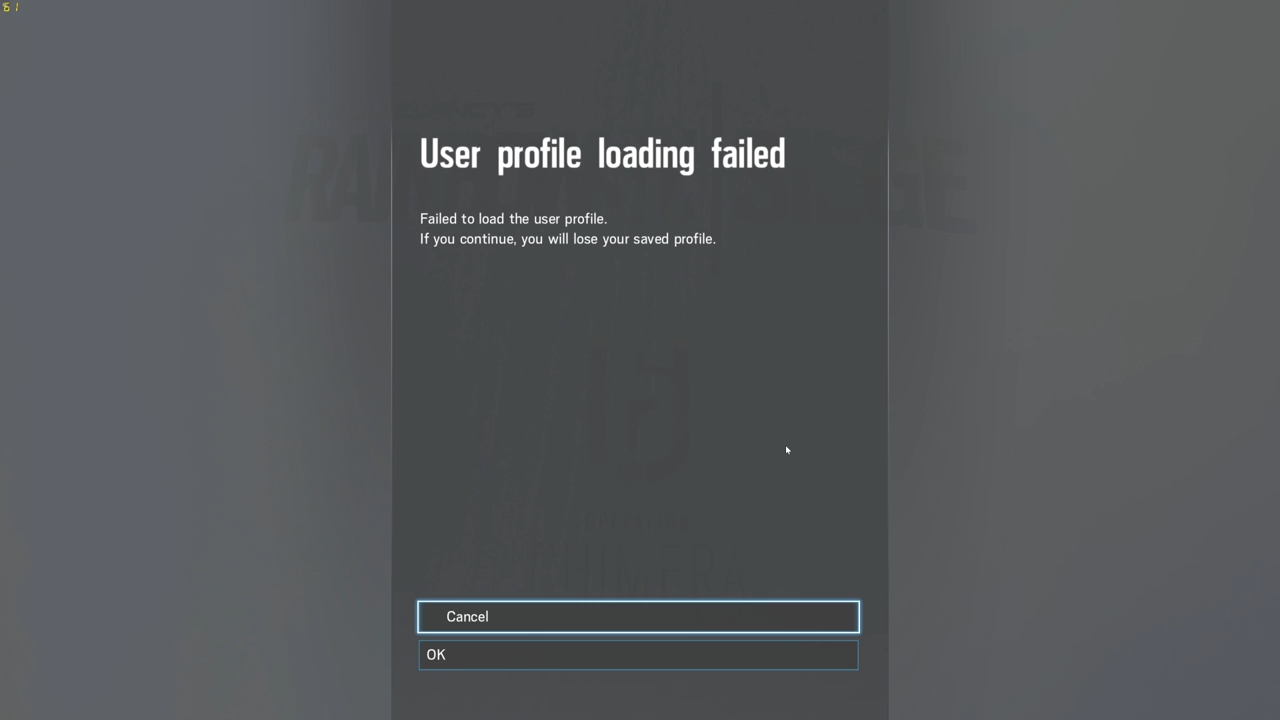 User profile loading failed
Failed to load the user profile.
If you continue, you will lose your saved profile.
Cancel
OK